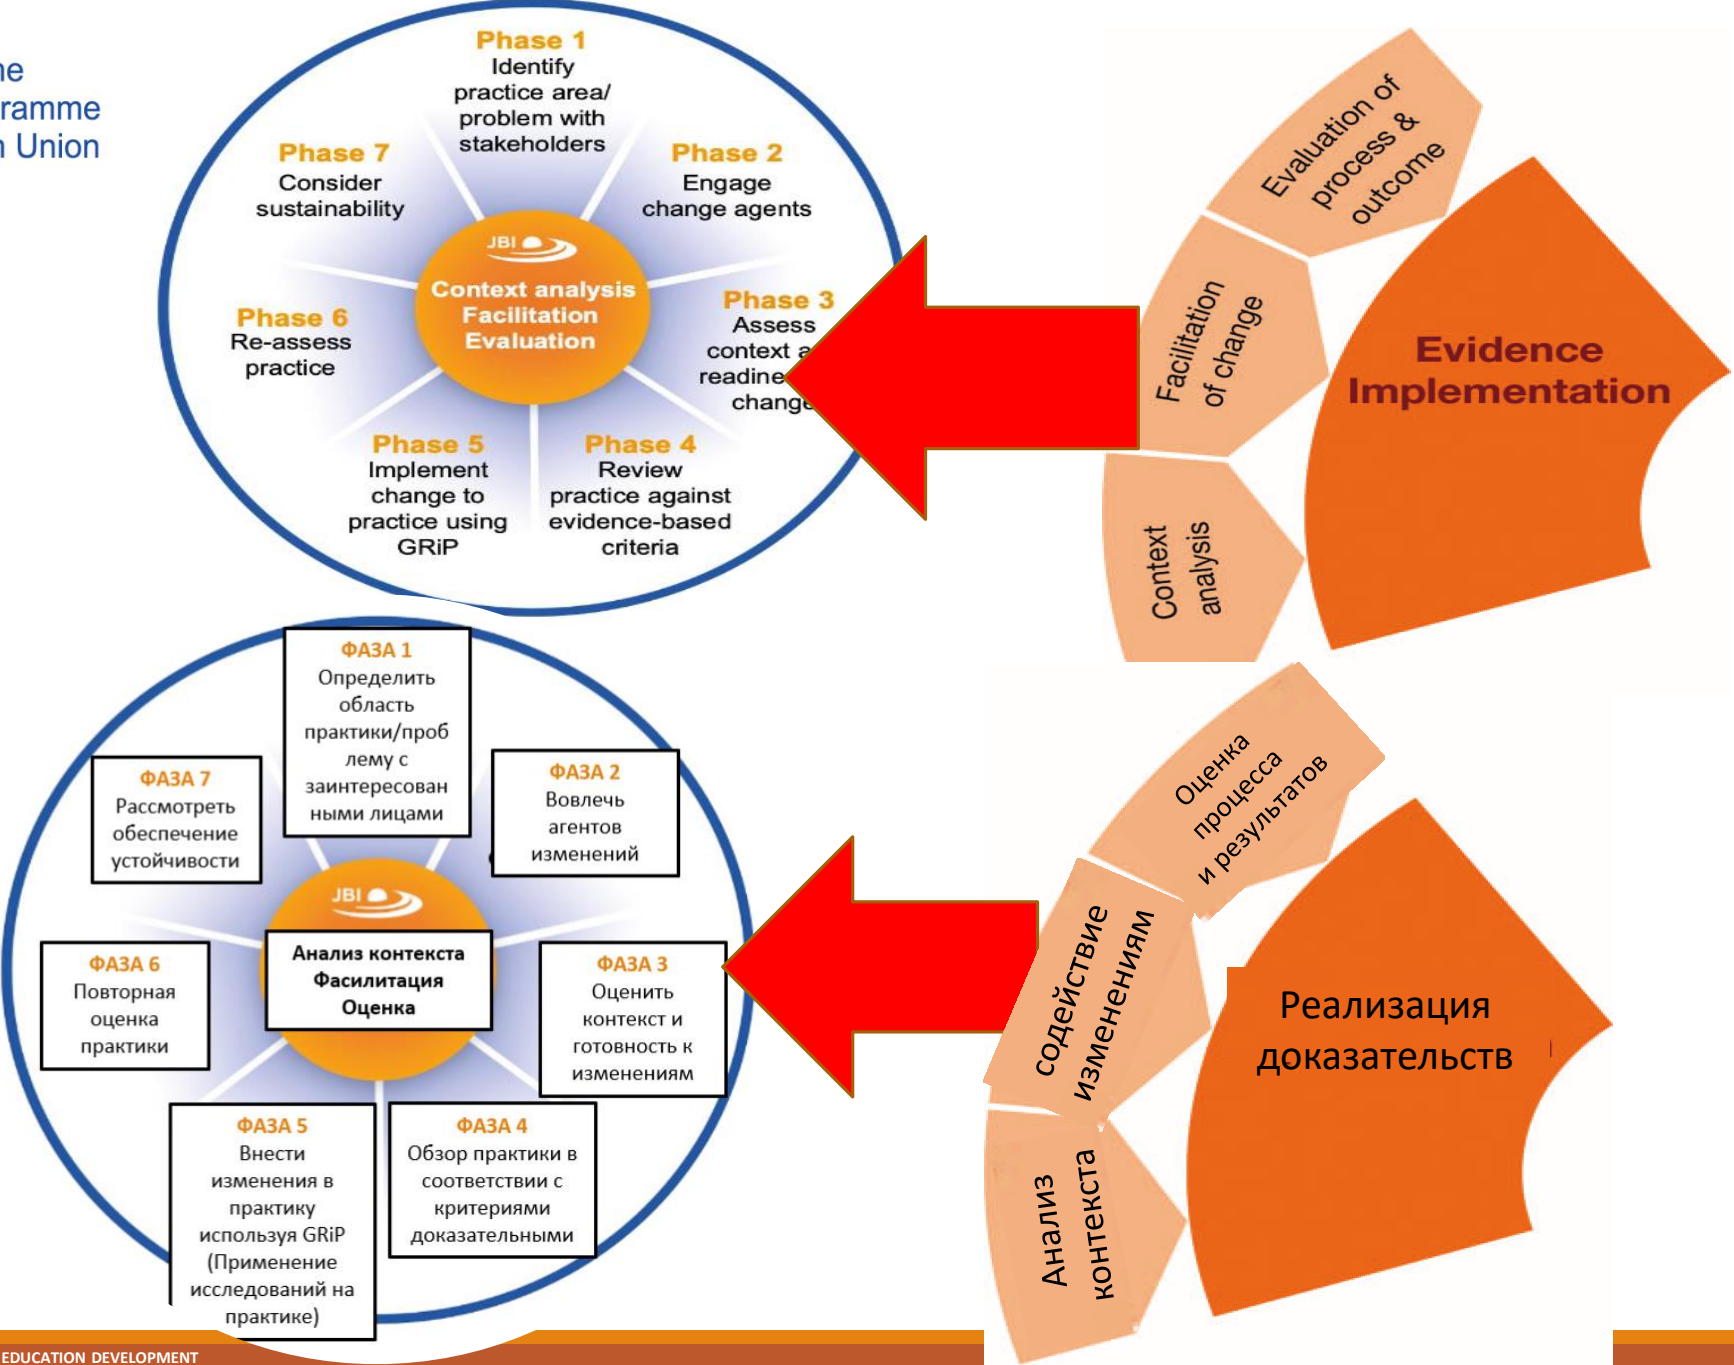 ne
ramme
n Union
Phase 1
Identify
practice area/
problem with
stakeholders
Phase 2
Engage
change agents
Phase 3
Assess
context a
readine
change
Phase 4
Review
practice against
evidence-based
criteria
Phase 5
Implement
change to
practice using
GRiP
Phase 6
Re-assess
practice
Phase 7
Consider
sustainability
JBI
Context analysis
Facilitation
Evaluation
Evaluation of
process &
outcome
Facilitation
of change
Context
analysis
Evidence
Implementation
ФАЗА 1
Определить
область
практики/проб
лему с
заинтересован
ными лицами
ФАЗА 2
Вовлечь
агентов
изменений
ФАЗА 3
Оценить
контекст и
готовность к
изменениям
ФАЗА 4
Обзор практики в
соответствии с
критериями
доказательными
ФАЗА 5
Внести
изменения в
практику
используя GRiP
(Применение
исследований на
практике)
ФАЗА 6
Повторная
оценка
практики
ФАЗА 7
Рассмотреть
обеспечение
устойчивости
JBI
Анализ контекста
Фасилитация
Оценка
Оценка
процесса
и результатов
содействие
изменениям
Анализ
контекста
Реализация
доказательств
EDUCATION DEVELOPMENT